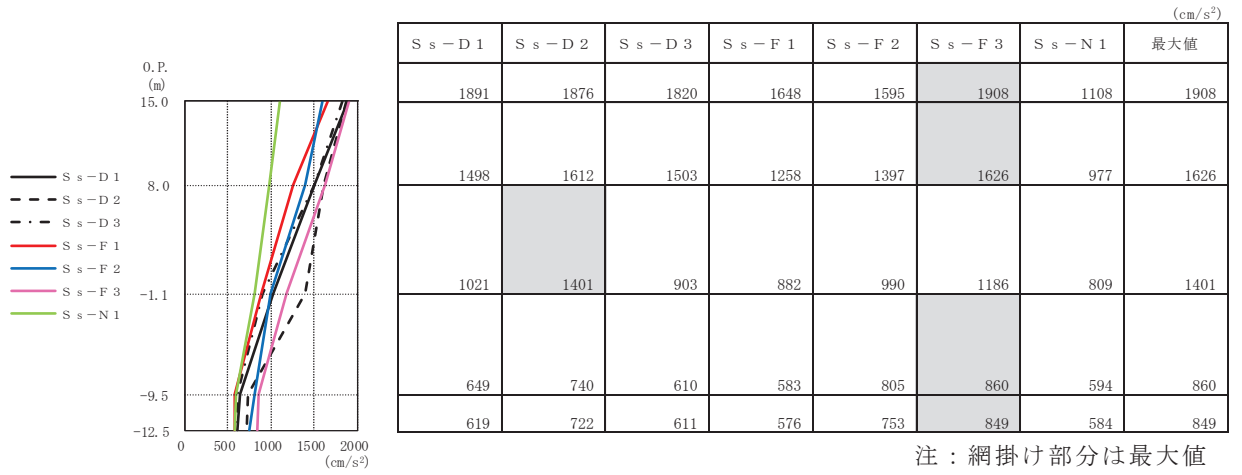 (cm/s²)
Ｓｓ－Ｄ１ Ｓｓ－Ｄ２ Ｓｓ－Ｄ３ Ｓｓ－Ｆ１ Ｓｓ－Ｆ２ Ｓｓ－Ｆ３ Ｓｓ－Ｎ１ 最大値
1891 1876 1820 1648 1595 1908 1108 1908
1498 1612 1503 1258 1397 1626 977 1626
1021 1401 903 882 990 1186 809 1401
649 740 610 583 805 860 594 860
619 722 611 576 753 849 584 849
O.P.
(m)
15.0
8.0
-1.1
-9.5
-12.5
0 500 1000 1500 2000
(cm/s²)
Ｓｓ－Ｄ１
Ｓｓ－Ｄ２
Ｓｓ－Ｄ３
Ｓｓ－Ｆ１
Ｓｓ－Ｆ２
Ｓｓ－Ｆ３
Ｓｓ－Ｎ１
注：網掛け部分は最大値